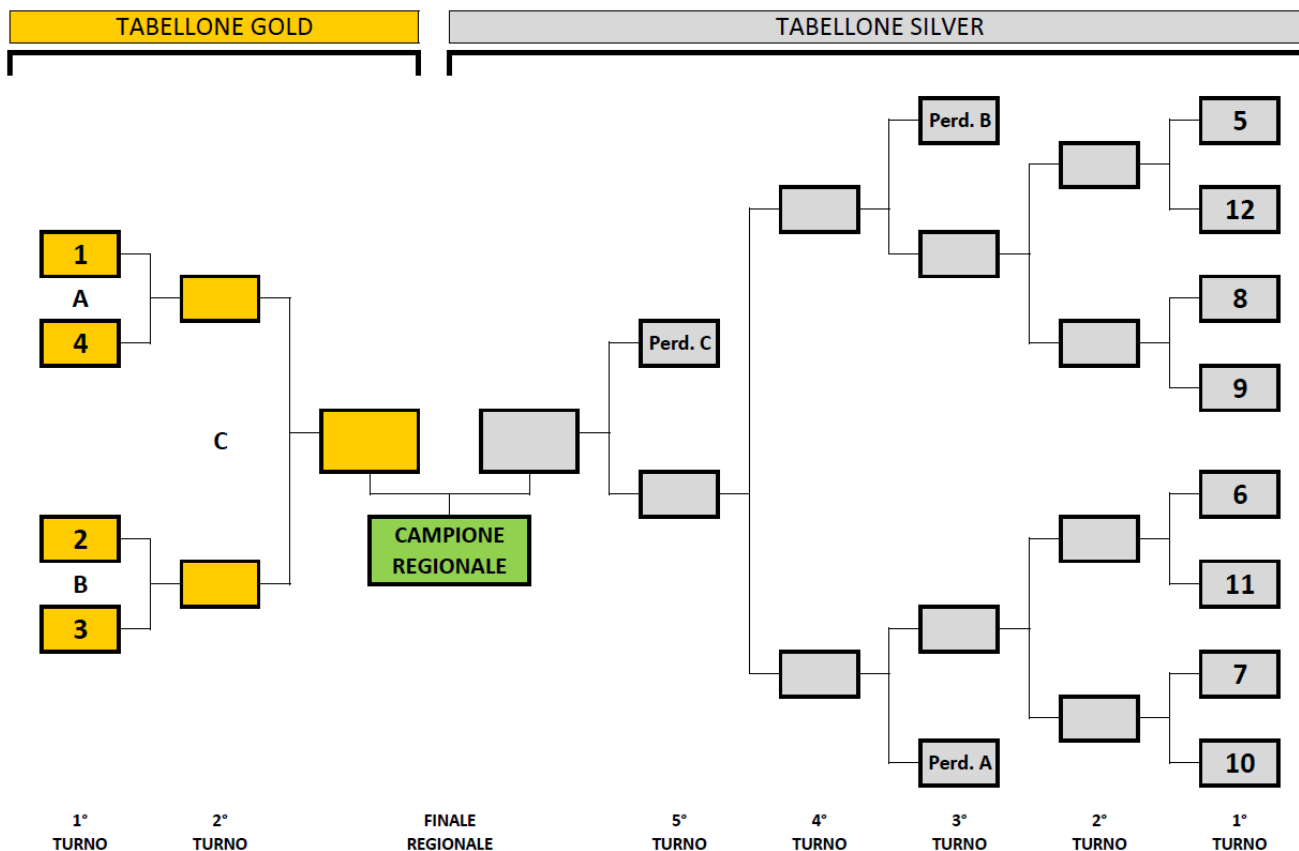 TABELLONE GOLD
TABELLONE SILVER
Perd. B
5
12
1
A
4
8
Perd. C
9
C
6
2
CAMPIONE
REGIONALE
B
11
3
7
Perd. A
10
1°
TURNO
2°
TURNO
FINALE
REGIONALE
5°
TURNO
4°
TURNO
3°
TURNO
2°
TURNO
1°
TURNO